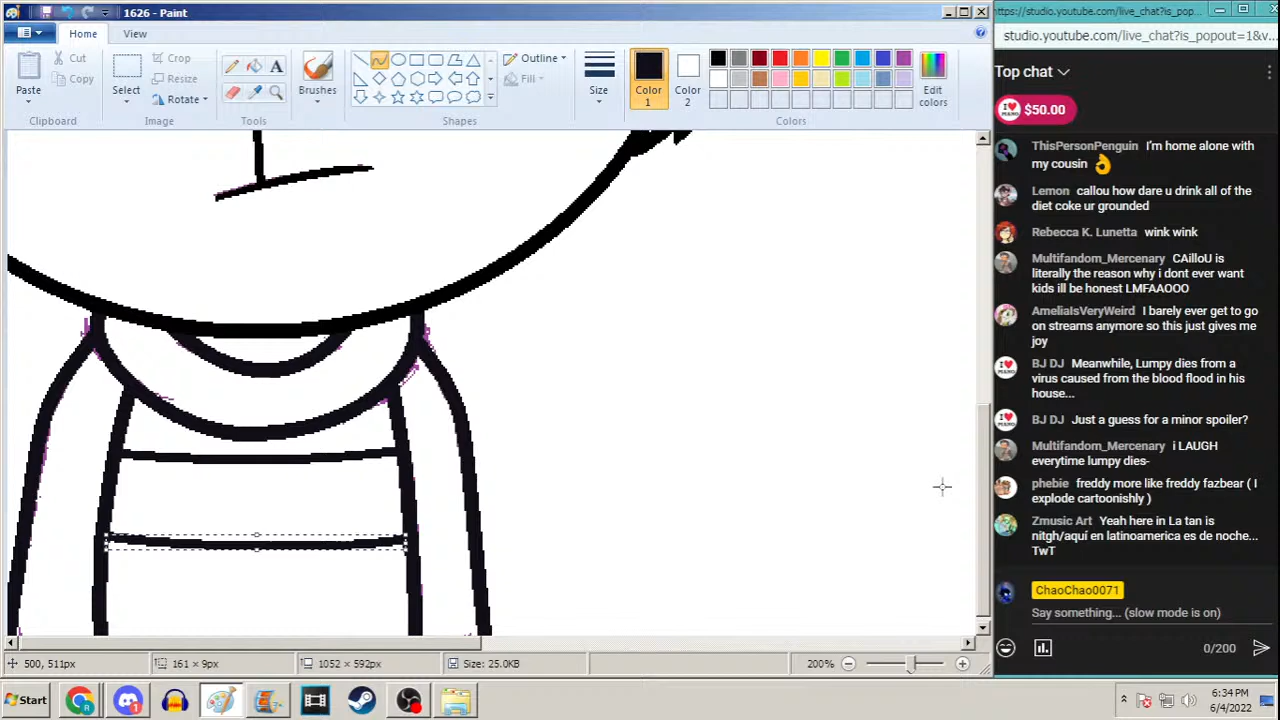 1626 - Paint
https://studio.youtube.com/live_chat?is_pop...
studio.youtube.com/live_chat?is_popout=1&v...
Home
View
Paste
Cut
Copy
Clipboard
Select
Crop
Resize
Rotate
Image
Tools
Brushes
Shapes
Outline
Fill
Size
Color
1
Color
2
Edit
colors
Colors
Top chat
I ❤ MANO $50.00
ThisPersonPenguin I'm home alone with
my cousin 👌
Lemon callou how dare u drink all of the
diet coke ur grounded
Rebecca K. Lunetta wink wink
Multifandom_Mercenary CAilloU is
literally the reason why i dont ever want
kids ill be honest LMFAAOOO
AmeliaIsVeryWeird I barely ever get to go
on streams anymore so this just gives me
joy
BJ DJ Meanwhile, Lumpy dies from a
virus caused from the blood flood in his
house...
BJ DJ Just a guess for a minor spoiler?
Multifandom_Mercenary i LAUGH
everytime lumpy dies-
phebie freddy more like freddy fazbear ( I
explode cartoonishly )
Zmusic Art Yeah here in La tan is
nitgh/aquí en latinoamerica es de noche...
TwT
ChaoChao0071
Say something... (slow mode is on)
0/200
500, 511px
161 × 9px
1052 × 592px
Size: 25.0KB
200%
Start
6:34 PM
6/4/2022